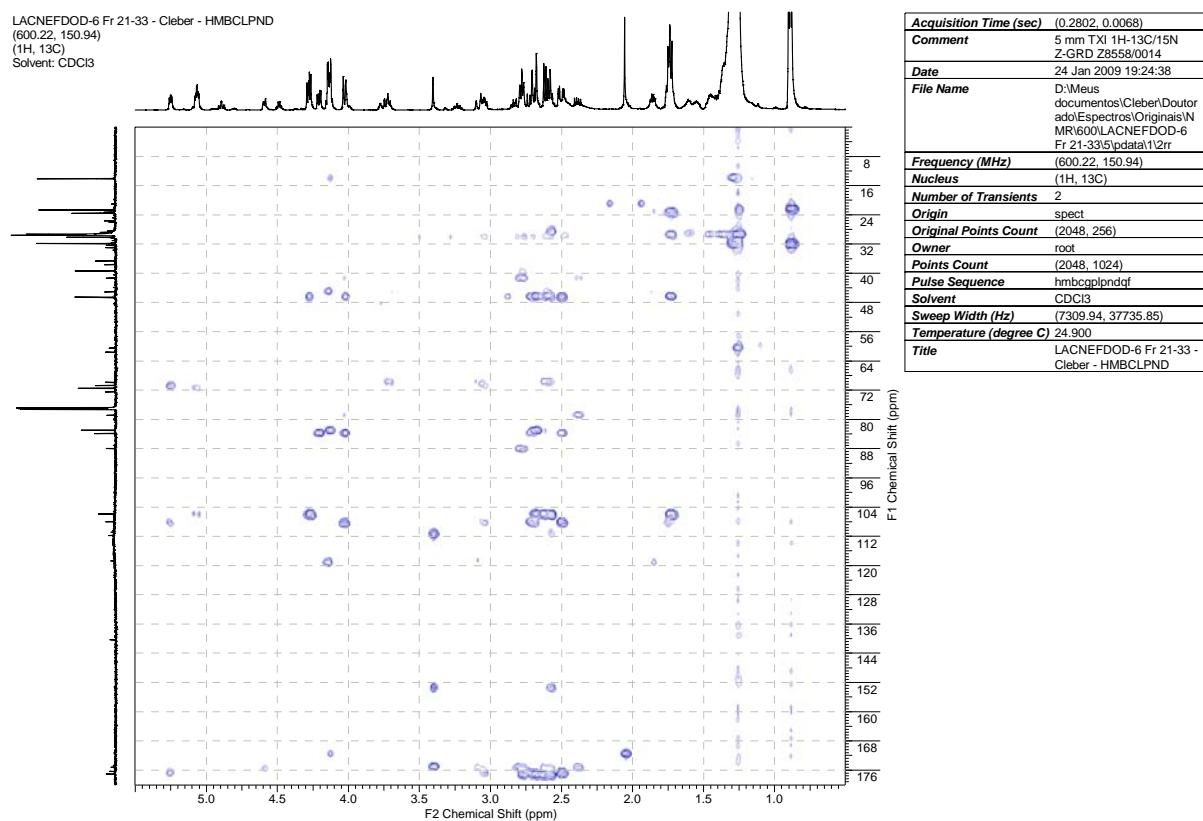 LACNEFDOD-6 Fr 21-33 - Cleber - HMBCLPND
(600.22, 150.94)
(1H, 13C)
Solvent: CDCl3
Acquisition Time (sec) (0.2802, 0.0068)
Comment 5 mm TXI 1H-13C/15N
Z-GRD Z8558/0014
Date 24 Jan 2009 19:24:38
File Name D:\Meus
documentos\Cleber\Doutor
ado\Espectros\Originais\N
MR\600\LACNEFDOD-6
Fr 21-33\5\pdata\1\2rr
Frequency (MHz) (600.22, 150.94)
Nucleus (1H, 13C)
Number of Transients 2
Origin spect
Original Points Count (2048, 256)
Owner root
Points Count (2048, 1024)
Pulse Sequence hmbcgplpndqf
Solvent CDCl3
Sweep Width (Hz) (7309.94, 37735.85)
Temperature (degree C) 24.900
Title LACNEFDOD-6 Fr 21-33 -
Cleber - HMBCLPND
8
16
24
32
40
48
56
64
72
80
88
96
104
112
120
128
136
144
152
160
168
176
F1 Chemical Shift (ppm)
5.0 4.5 4.0 3.5 3.0 2.5 2.0 1.5 1.0
F2 Chemical Shift (ppm)